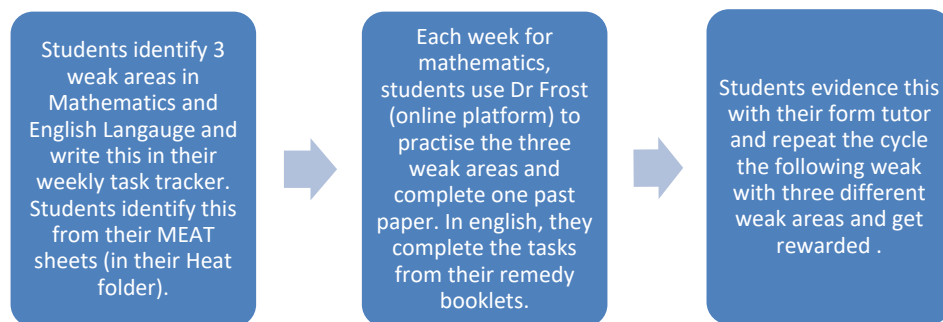 Students identify 3
weak areas in
Mathematics and
English Langauge and
write this in their
weekly task tracker.
Students identify this
from their MEAT
sheets (in their Heat
folder).
Each week for
mathematics,
students use Dr Frost
(online platform) to
practise the three
weak areas and
complete one past
paper. In english, they
complete the tasks
from their remedy
booklets.
Students evidence this
with their form tutor
and repeat the cycle
the following weak
with three different
weak areas and get
rewarded .